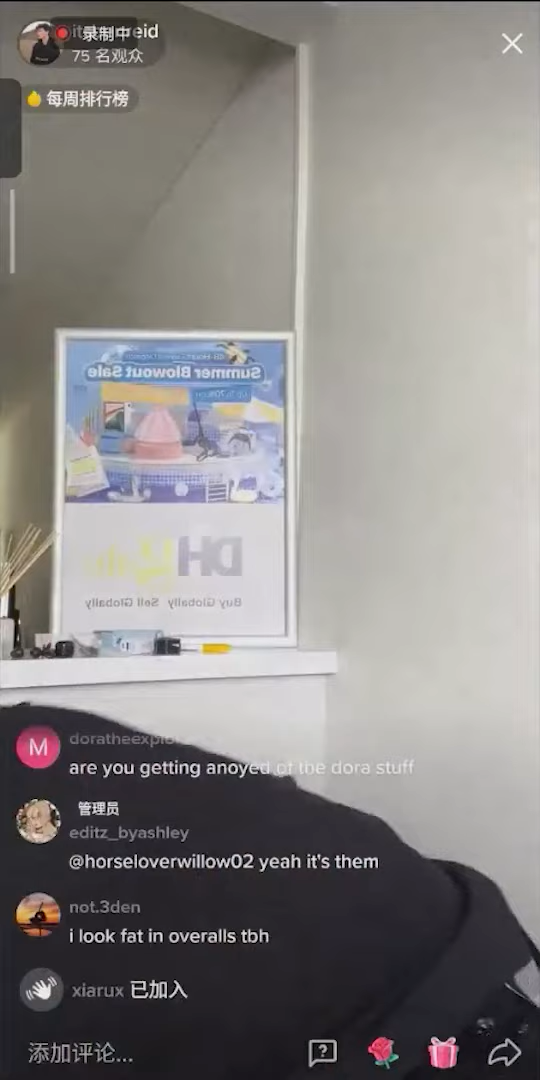 录制中
75 名观众
每周排行榜
Summer Blowout Sale
DH
Buy Globally Sell Globally
M
are you getting anoyed of the dora stuff
管理员
editz_byashley
@horseloverwillow02 yeah it's them
not.3den
i look fat in overalls tbh
xiarux 已加入
添加评论...